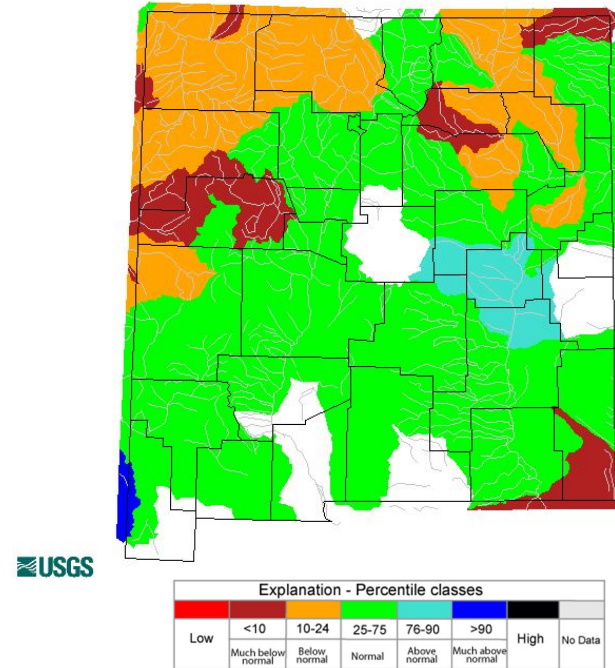 USGS
Explanation - Percentile classes
Low <10 10-24 25-75 76-90 >90 High No Data
Much below normal Below normal Normal Above normal Much above normal